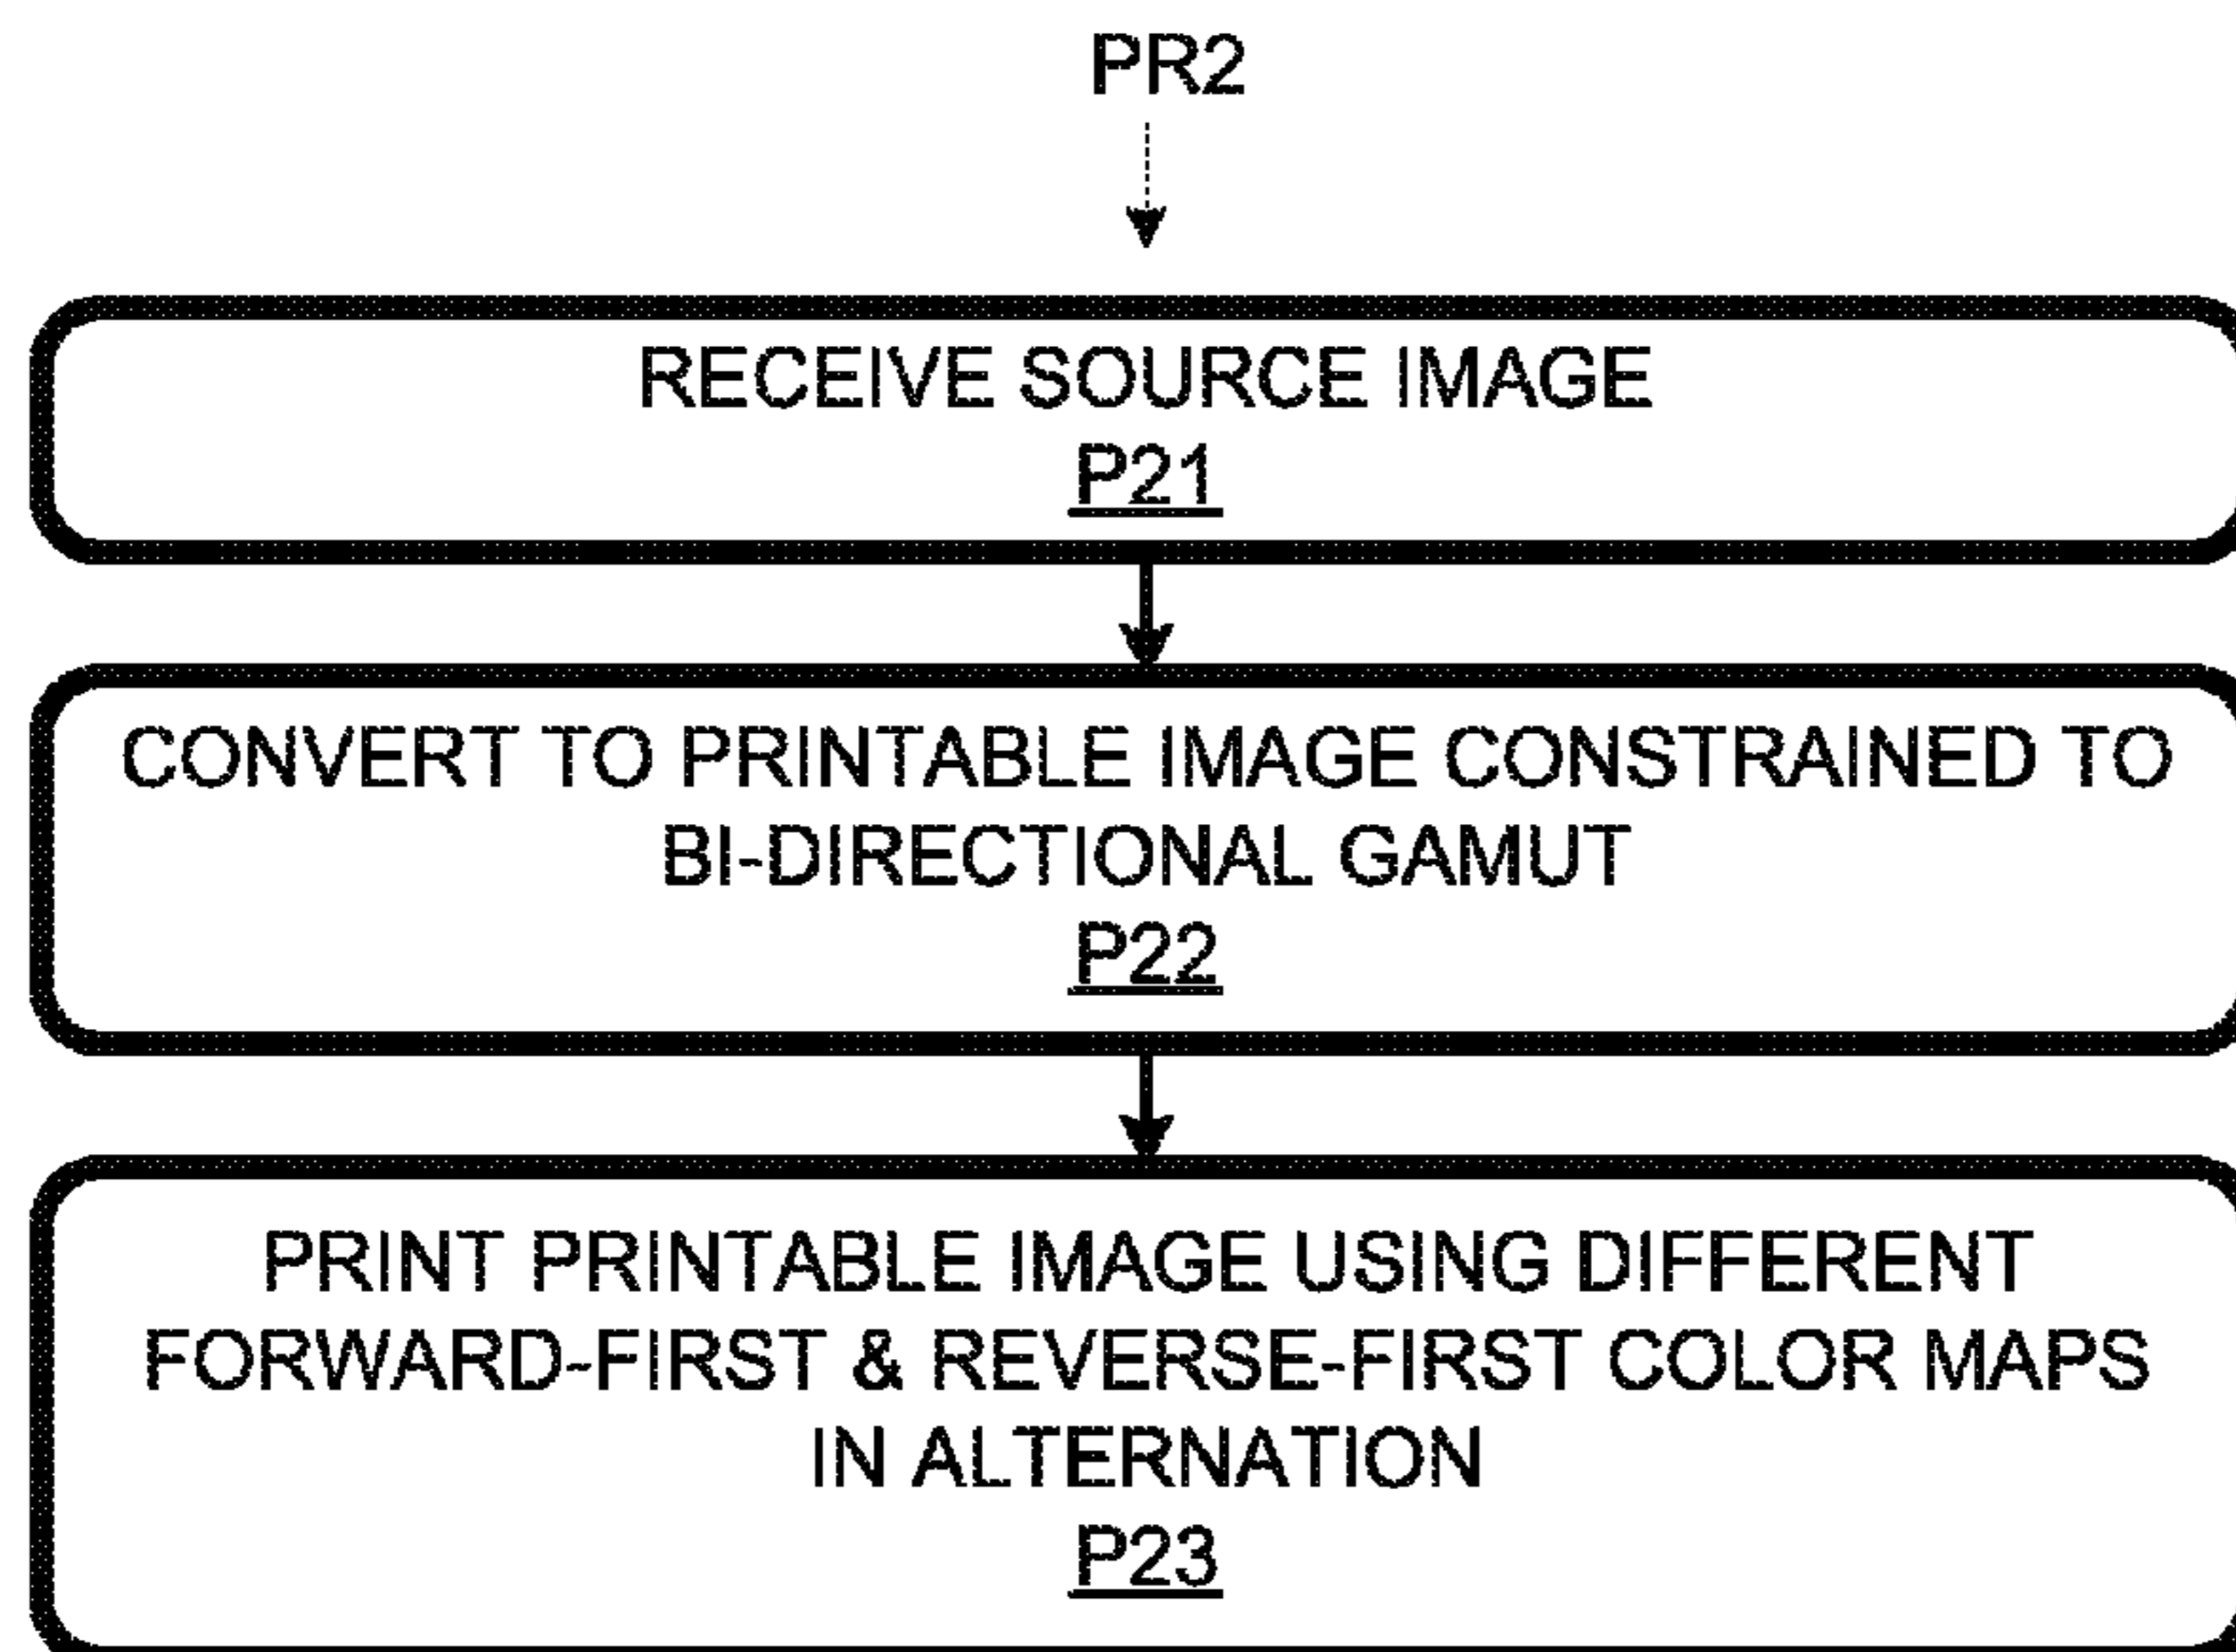 PR2
RECEIVE SOURCE IMAGE
P21
CONVERT TO PRINTABLE IMAGE CONSTRAINED TO
BI-DIRECTIONAL GAMUT
P22
PRINT PRINTABLE IMAGE USING DIFFERENT
FORWARD-FIRST & REVERSE-FIRST COLOR MAPS
IN ALTERNATION
P23